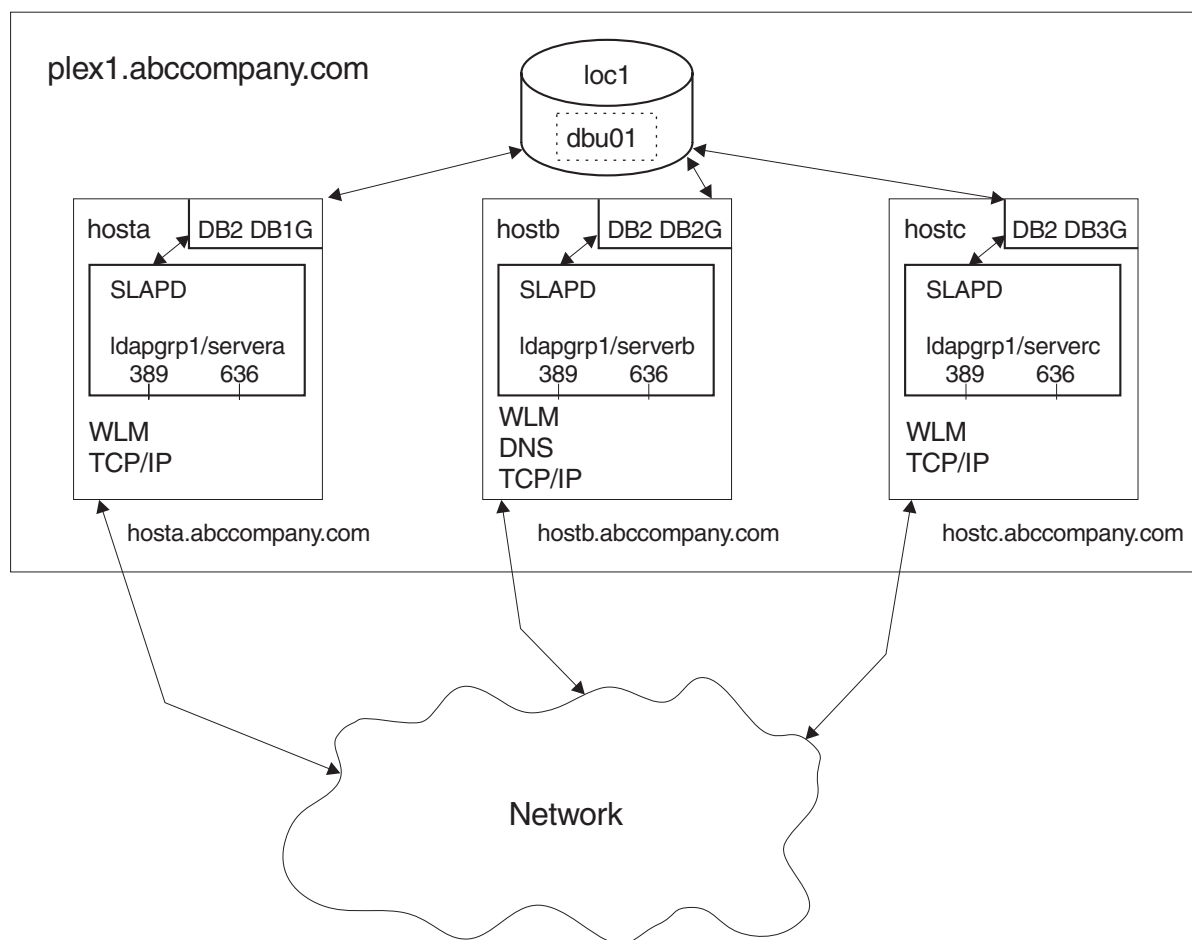 plex1.abccompany.com
loc1
dbu01
hosta
DB2 DB1G
SLAPD
ldapgrp1/servera
389 636
WLM
TCP/IP
hosta.abccompany.com
hostb
DB2 DB2G
SLAPD
ldapgrp1/serverb
389 636
WLM
DNS
TCP/IP
hostb.abccompany.com
hostc
DB2 DB3G
SLAPD
ldapgrp1/serverc
389 636
WLM
TCP/IP
hostc.abccompany.com
Network